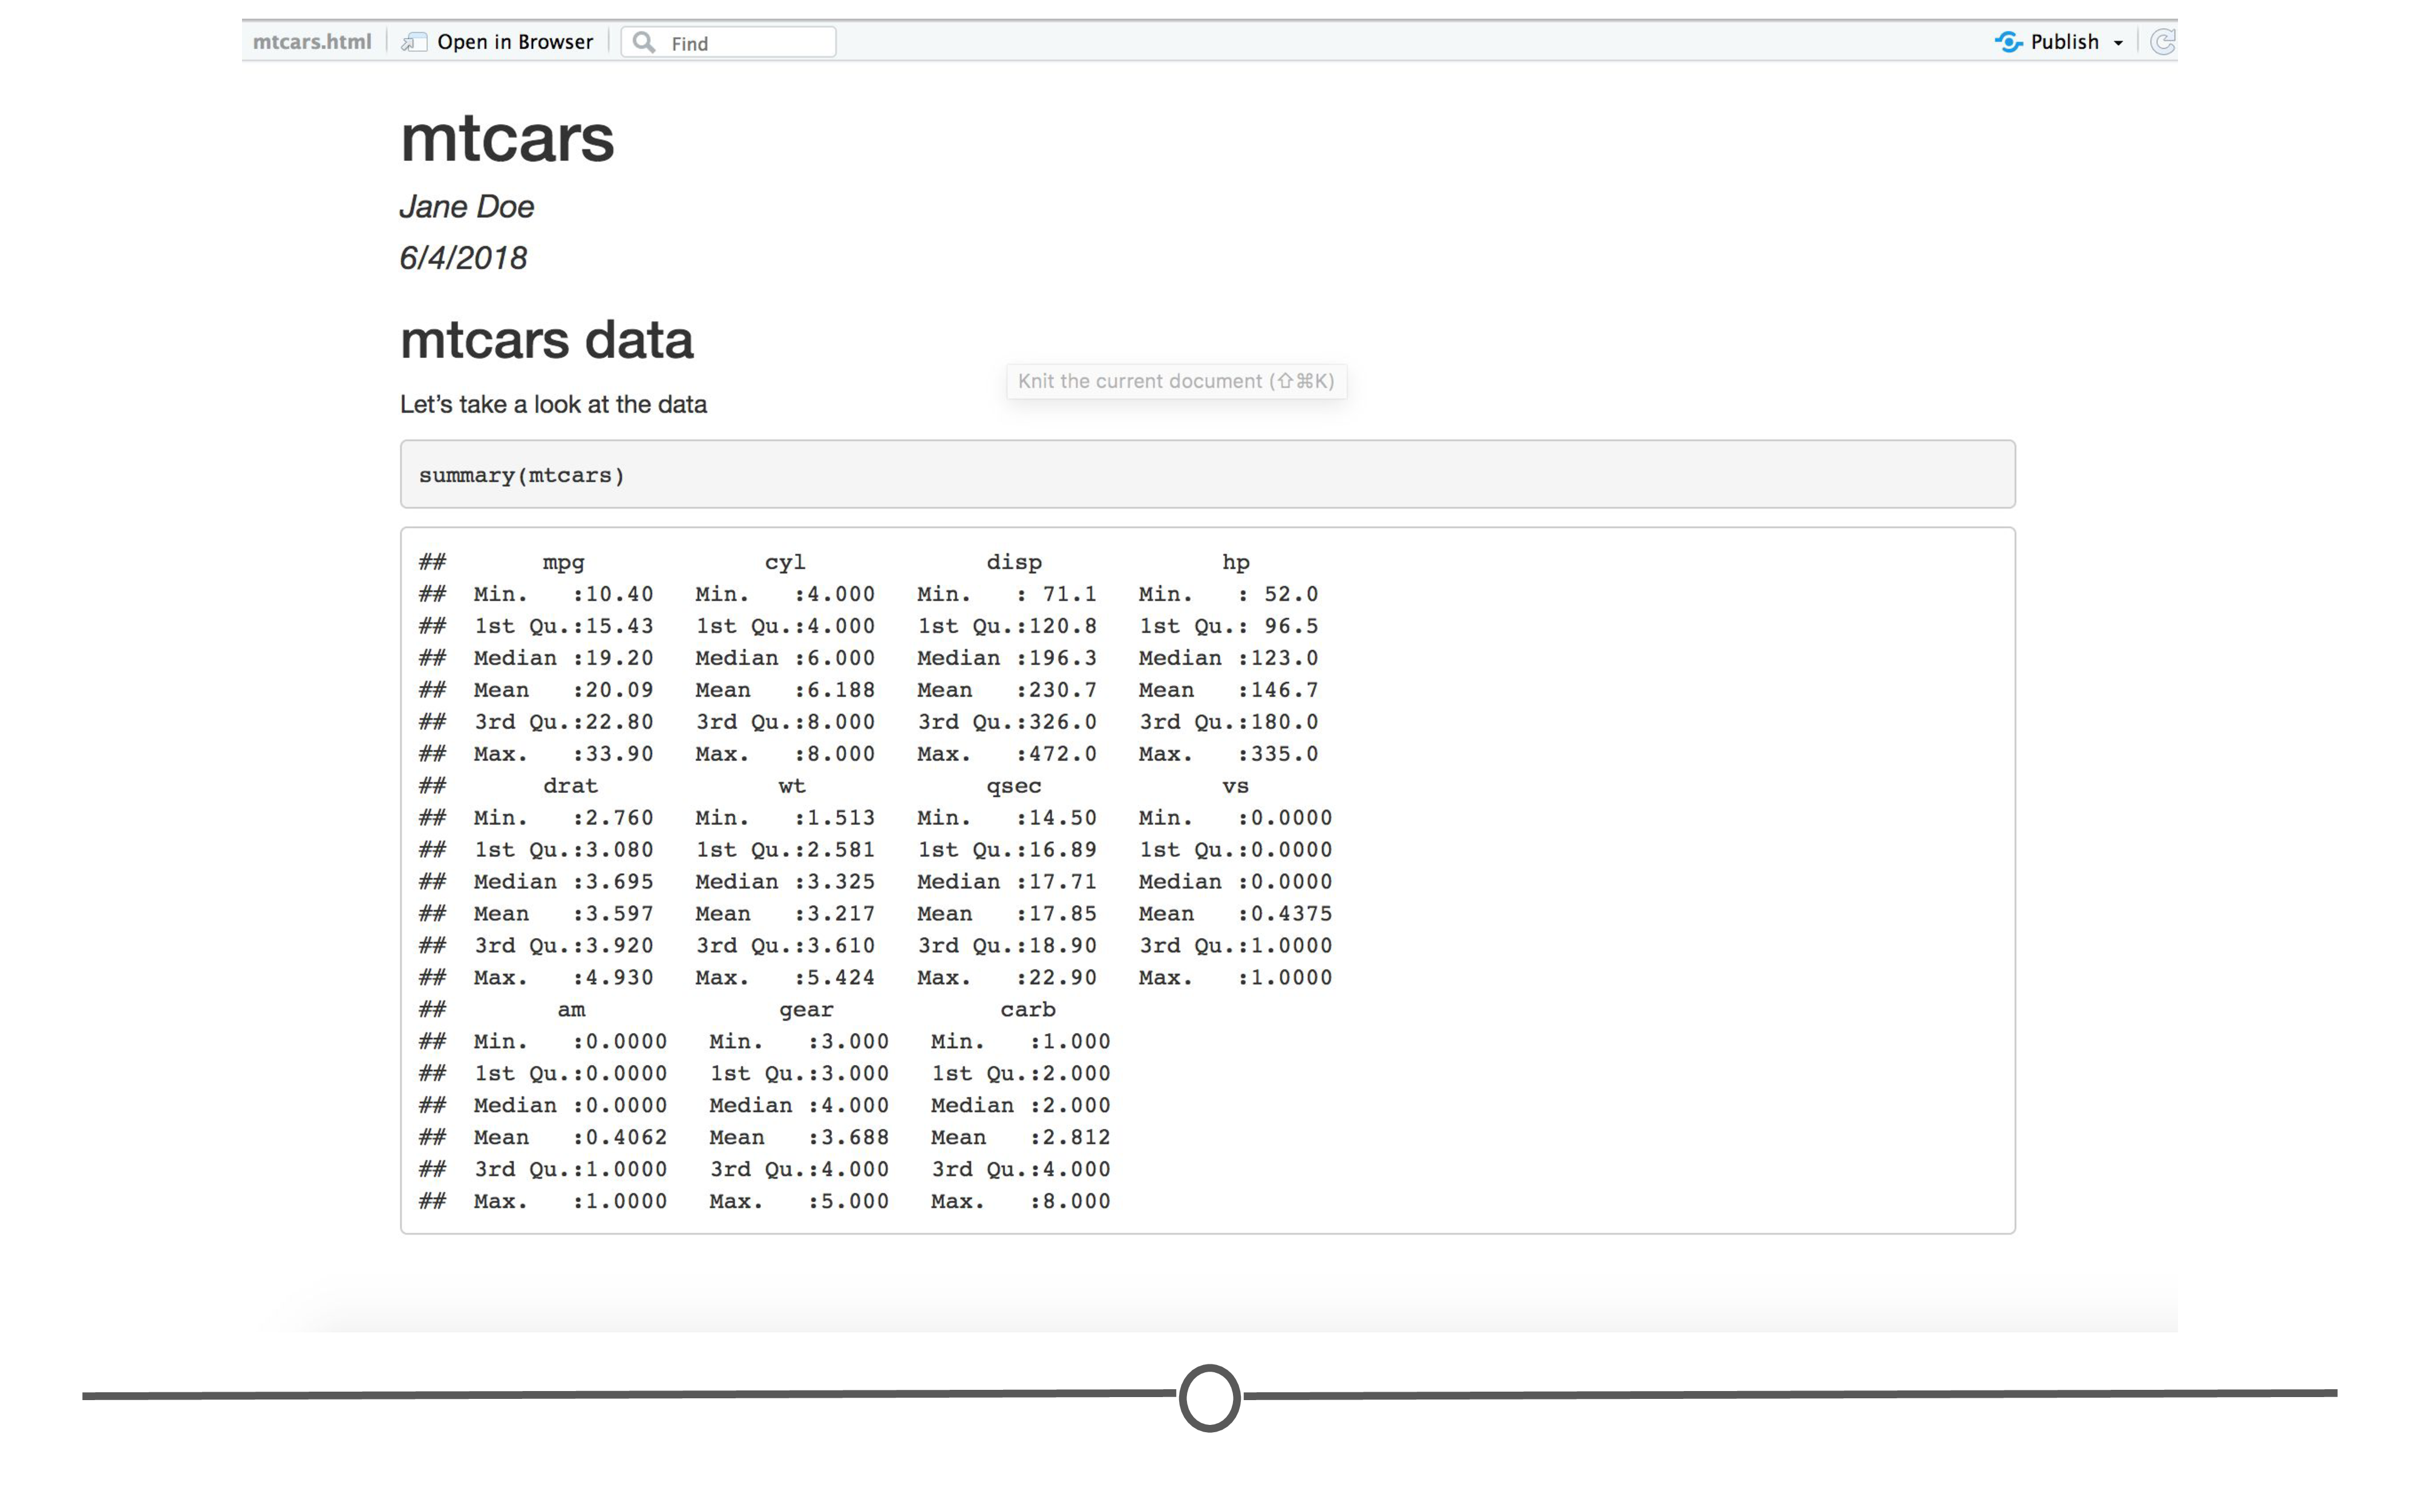 mtcars.html Open in Browser Find Publish
mtcars
Jane Doe
6/4/2018
mtcars data
Knit the current document (⇧⌘K)
Let’s take a look at the data
summary(mtcars)
##       mpg             cyl             disp             hp
##  Min.   :10.40   Min.   :4.000   Min.   : 71.1   Min.   : 52.0
##  1st Qu.:15.43   1st Qu.:4.000   1st Qu.:120.8   1st Qu.: 96.5
##  Median :19.20   Median :6.000   Median :196.3   Median :123.0
##  Mean   :20.09   Mean   :6.188   Mean   :230.7   Mean   :146.7
##  3rd Qu.:22.80   3rd Qu.:8.000   3rd Qu.:326.0   3rd Qu.:180.0
##  Max.   :33.90   Max.   :8.000   Max.   :472.0   Max.   :335.0
##       drat             wt             qsec             vs
##  Min.   :2.760   Min.   :1.513   Min.   :14.50   Min.   :0.0000
##  1st Qu.:3.080   1st Qu.:2.581   1st Qu.:16.89   1st Qu.:0.0000
##  Median :3.695   Median :3.325   Median :17.71   Median :0.0000
##  Mean   :3.597   Mean   :3.217   Mean   :17.85   Mean   :0.4375
##  3rd Qu.:3.920   3rd Qu.:3.610   3rd Qu.:18.90   3rd Qu.:1.0000
##  Max.   :4.930   Max.   :5.424   Max.   :22.90   Max.   :1.0000
##        am              gear            carb
##  Min.   :0.0000   Min.   :3.000   Min.   :1.000
##  1st Qu.:0.0000   1st Qu.:3.000   1st Qu.:2.000
##  Median :0.0000   Median :4.000   Median :2.000
##  Mean   :0.4062   Mean   :3.688   Mean   :2.812
##  3rd Qu.:1.0000   3rd Qu.:4.000   3rd Qu.:4.000
##  Max.   :1.0000   Max.   :5.000   Max.   :8.000